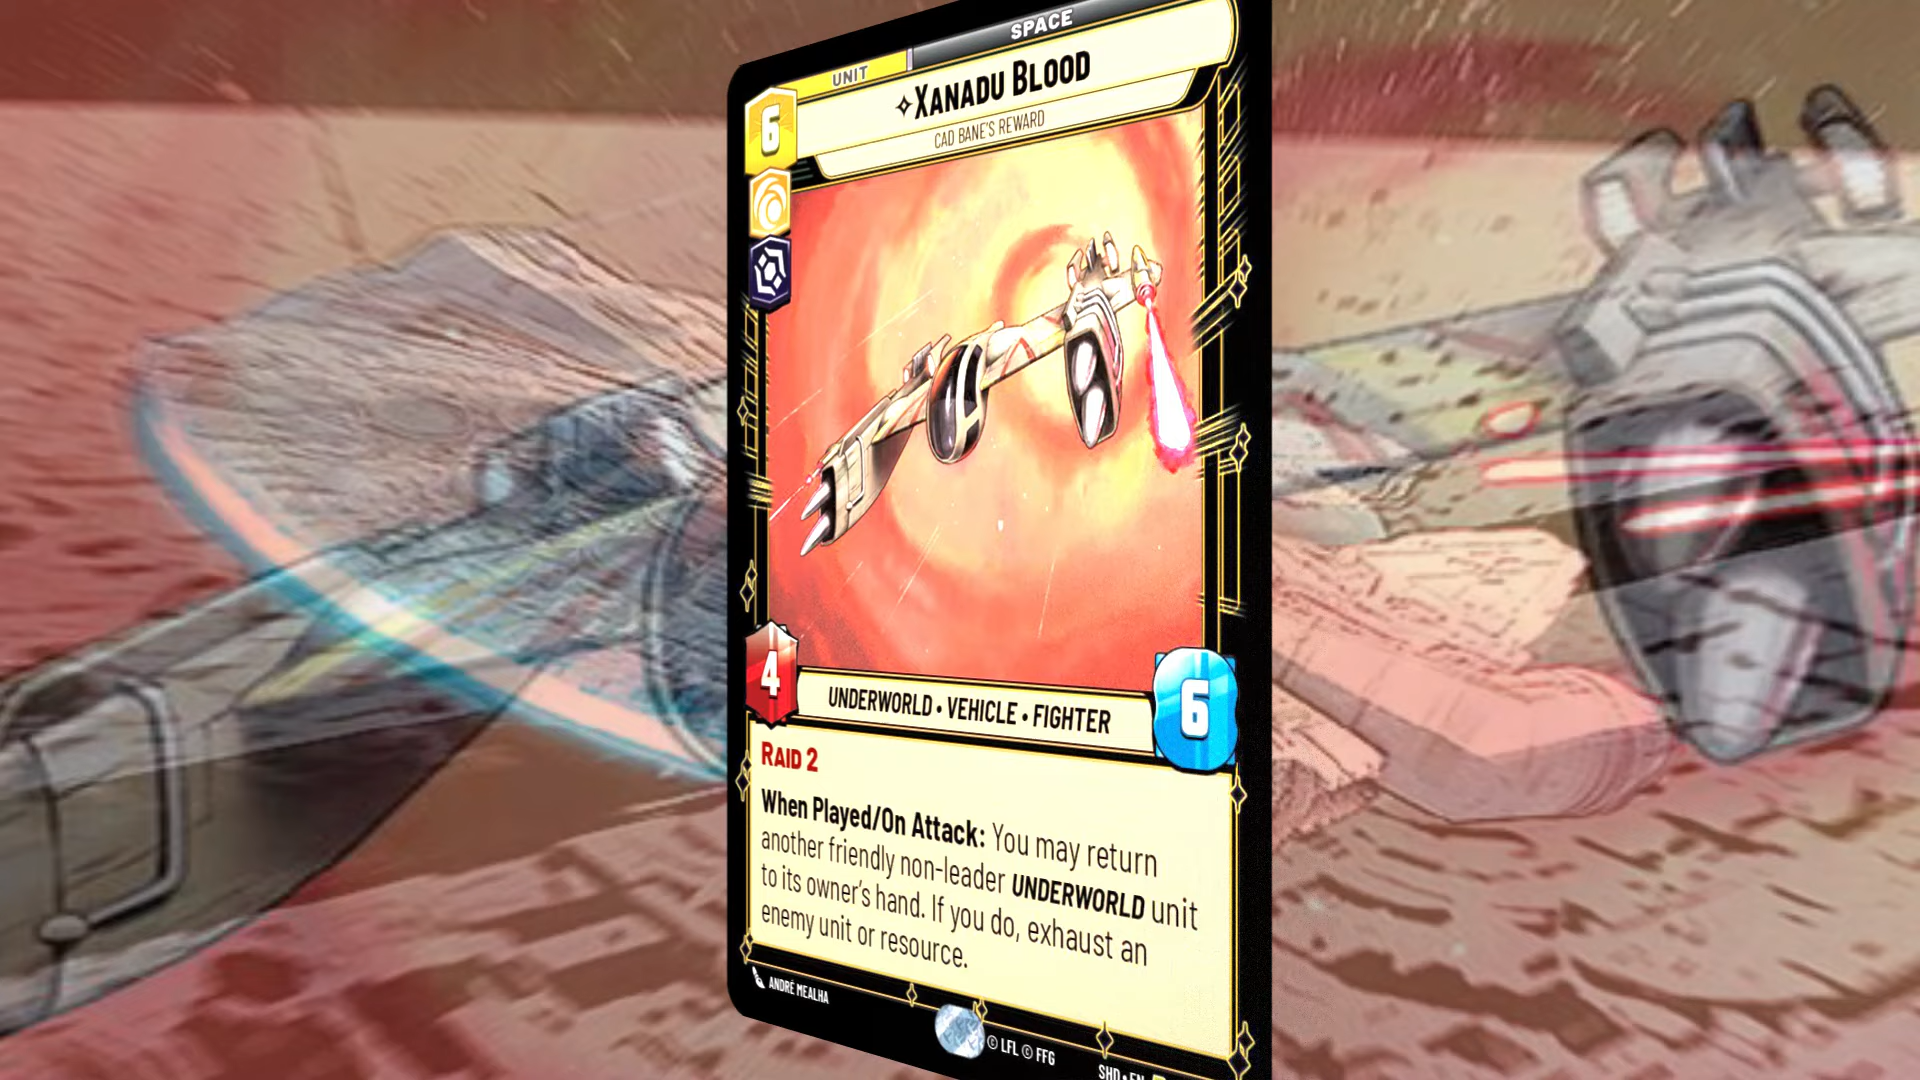 SPACE
UNIT
XANADU BLOOD
6
CAD BANE'S REWARD
4
UNDERWORLD • VEHICLE • FIGHTER
6
RAID 2
When Played/On Attack: You may return
another friendly non-leader UNDERWORLD unit
to its owner's hand. If you do, exhaust an
enemy unit or resource.
ANDRÉ MEALHA
© LFL © FFG
SHD • EN